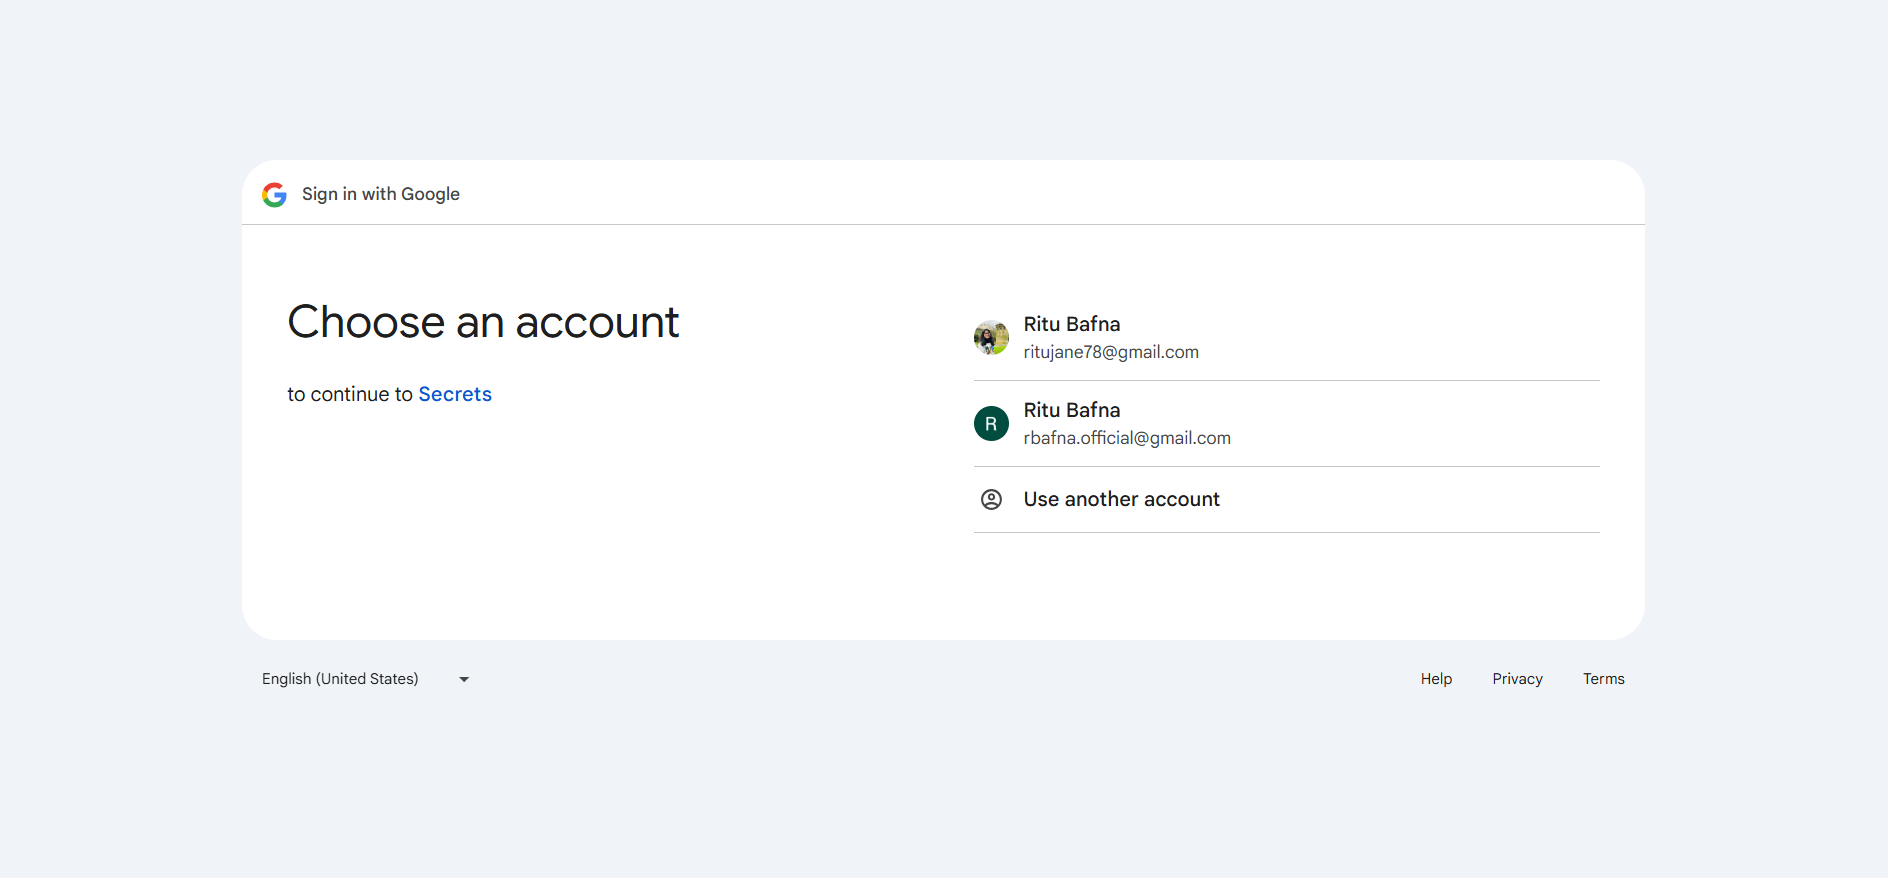 Sign in with Google
Choose an account
to continue to Secrets
Ritu Bafna
ritujane78@gmail.com
R
Ritu Bafna
rbafna.official@gmail.com
Use another account
English (United States)
Help
Privacy
Terms